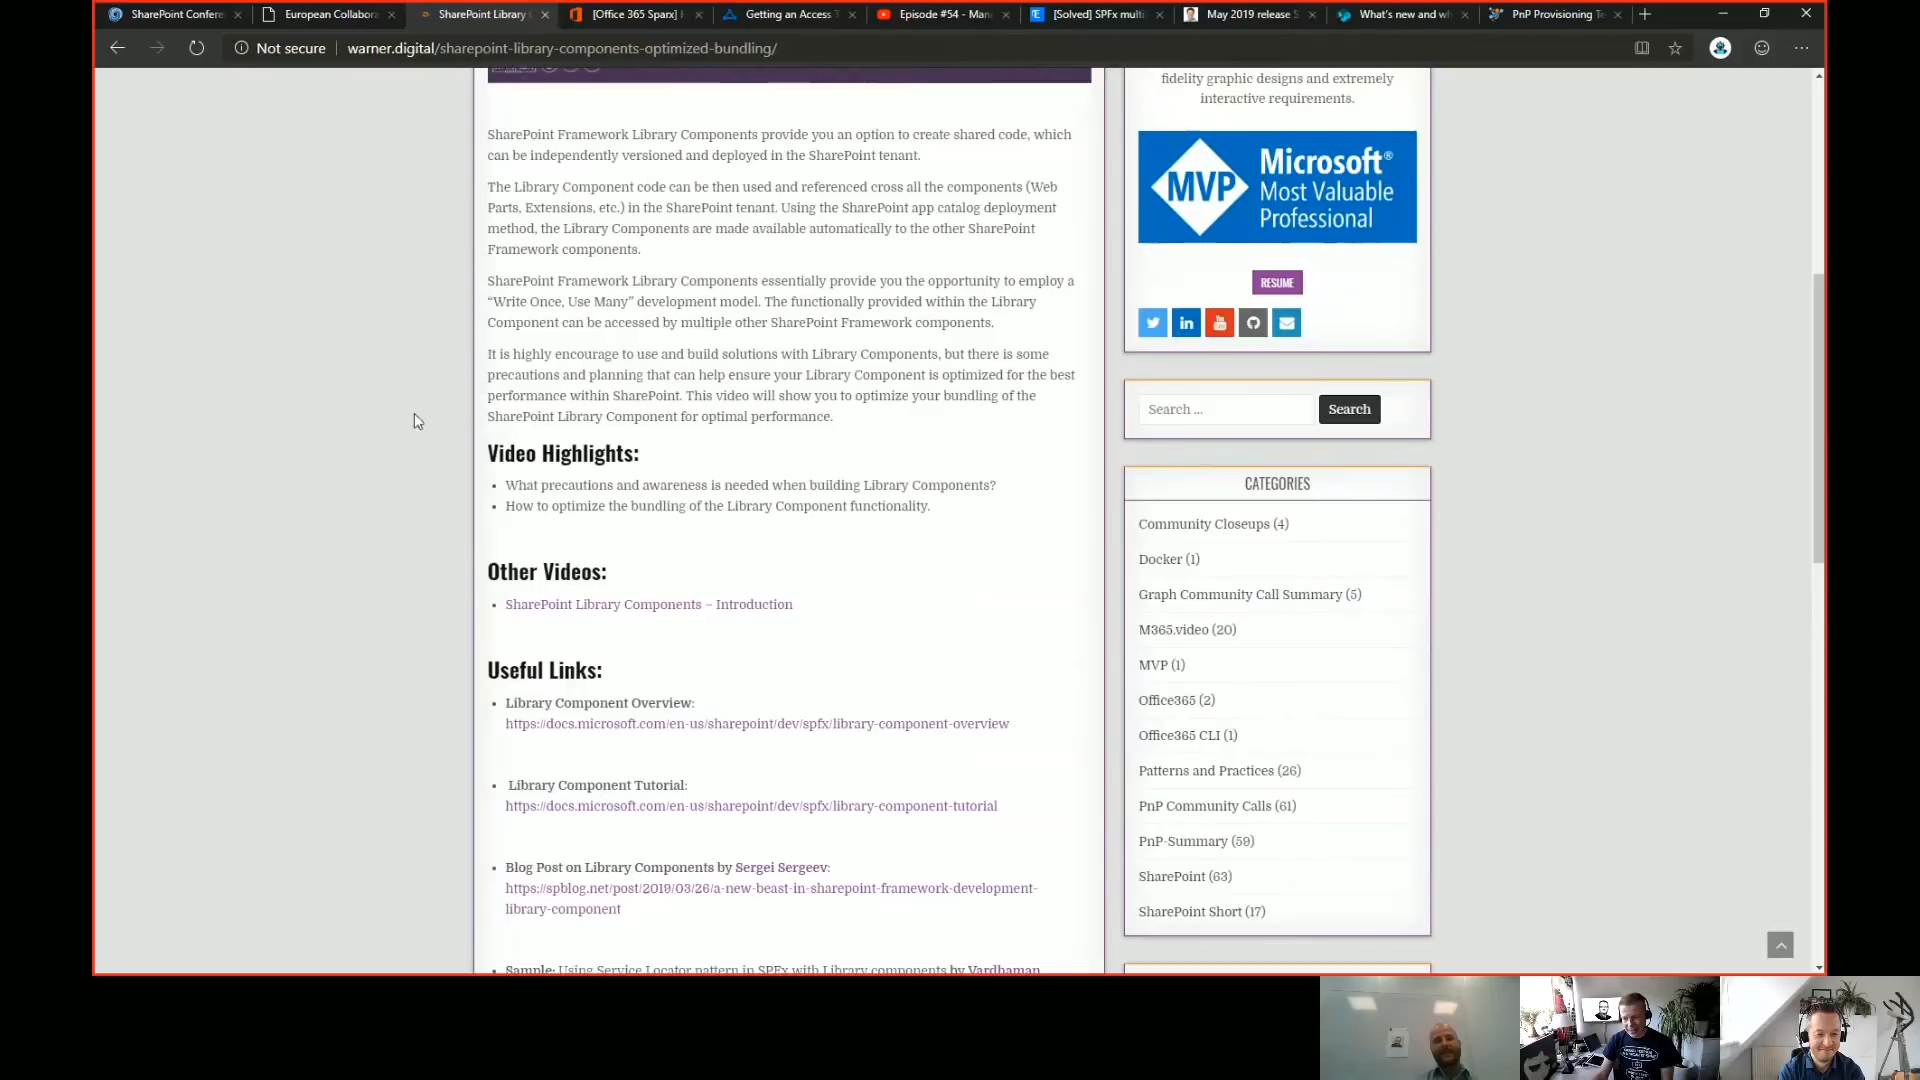 SharePoint Confere
European Collabora
SharePoint Library
[Office 365 Sparx]
Getting an Access T
Episode #54 - Man
[Solved] SPFx multi
May 2019 release S
What's new and wh
PnP Provisioning Te
Not secure
warner.digital/sharepoint-library-components-optimized-bundling/
SharePoint Framework Library Components provide you an option to create shared code, which
can be independently versioned and deployed in the SharePoint tenant.
The Library Component code can be then used and referenced cross all the components (Web
Parts, Extensions, etc.) in the SharePoint tenant. Using the SharePoint app catalog deployment
method, the Library Components are made available automatically to the other SharePoint
Framework components.
SharePoint Framework Library Components essentially provide you the opportunity to employ a
“Write Once, Use Many” development model. The functionally provided within the Library
Component can be accessed by multiple other SharePoint Framework components.
It is highly encourage to use and build solutions with Library Components, but there is some
precautions and planning that can help ensure your Library Component is optimized for the best
performance within SharePoint. This video will show you to optimize your bundling of the
SharePoint Library Component for optimal performance.
Video Highlights:
• What precautions and awareness is needed when building Library Components?
• How to optimize the bundling of the Library Component functionality.
Other Videos:
• SharePoint Library Components – Introduction
Useful Links:
• Library Component Overview:
https://docs.microsoft.com/en-us/sharepoint/dev/spfx/library-component-overview
• Library Component Tutorial:
https://docs.microsoft.com/en-us/sharepoint/dev/spfx/library-component-tutorial
• Blog Post on Library Components by Sergei Sergeev:
https://spblog.net/post/2019/03/26/a-new-beast-in-sharepoint-framework-development-
library-component
• Sample: Using Service Locator pattern in SPFx with Library components by Vardhaman
fidelity graphic designs and extremely
interactive requirements.
MVP
Microsoft®
Most Valuable
Professional
RESUME
You
Search ...
Search
CATEGORIES
Community Closeups (4)
Docker (1)
Graph Community Call Summary (5)
M365.video (20)
MVP (1)
Office365 (2)
Office365 CLI (1)
Patterns and Practices (26)
PnP Community Calls (61)
PnP-Summary (59)
SharePoint (63)
SharePoint Short (17)